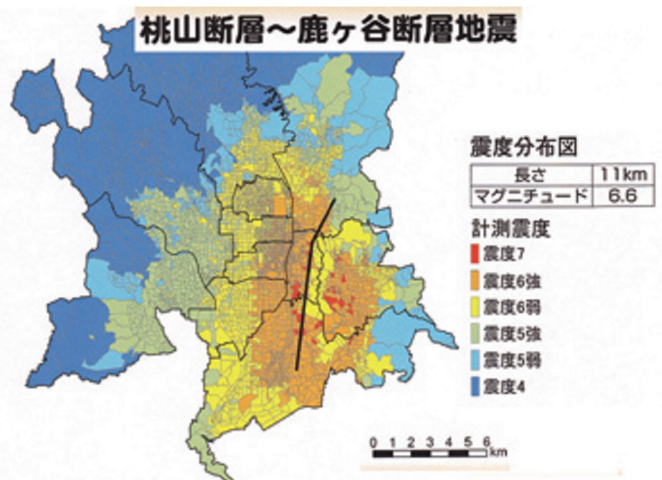 桃山断層～鹿ヶ谷断層地震
震度分布図
長さ 11km
マグニチュード 6.6
計測震度
震度7
震度6強
震度6弱
震度5強
震度5弱
震度4
0 1 2 3 4 5 6 km